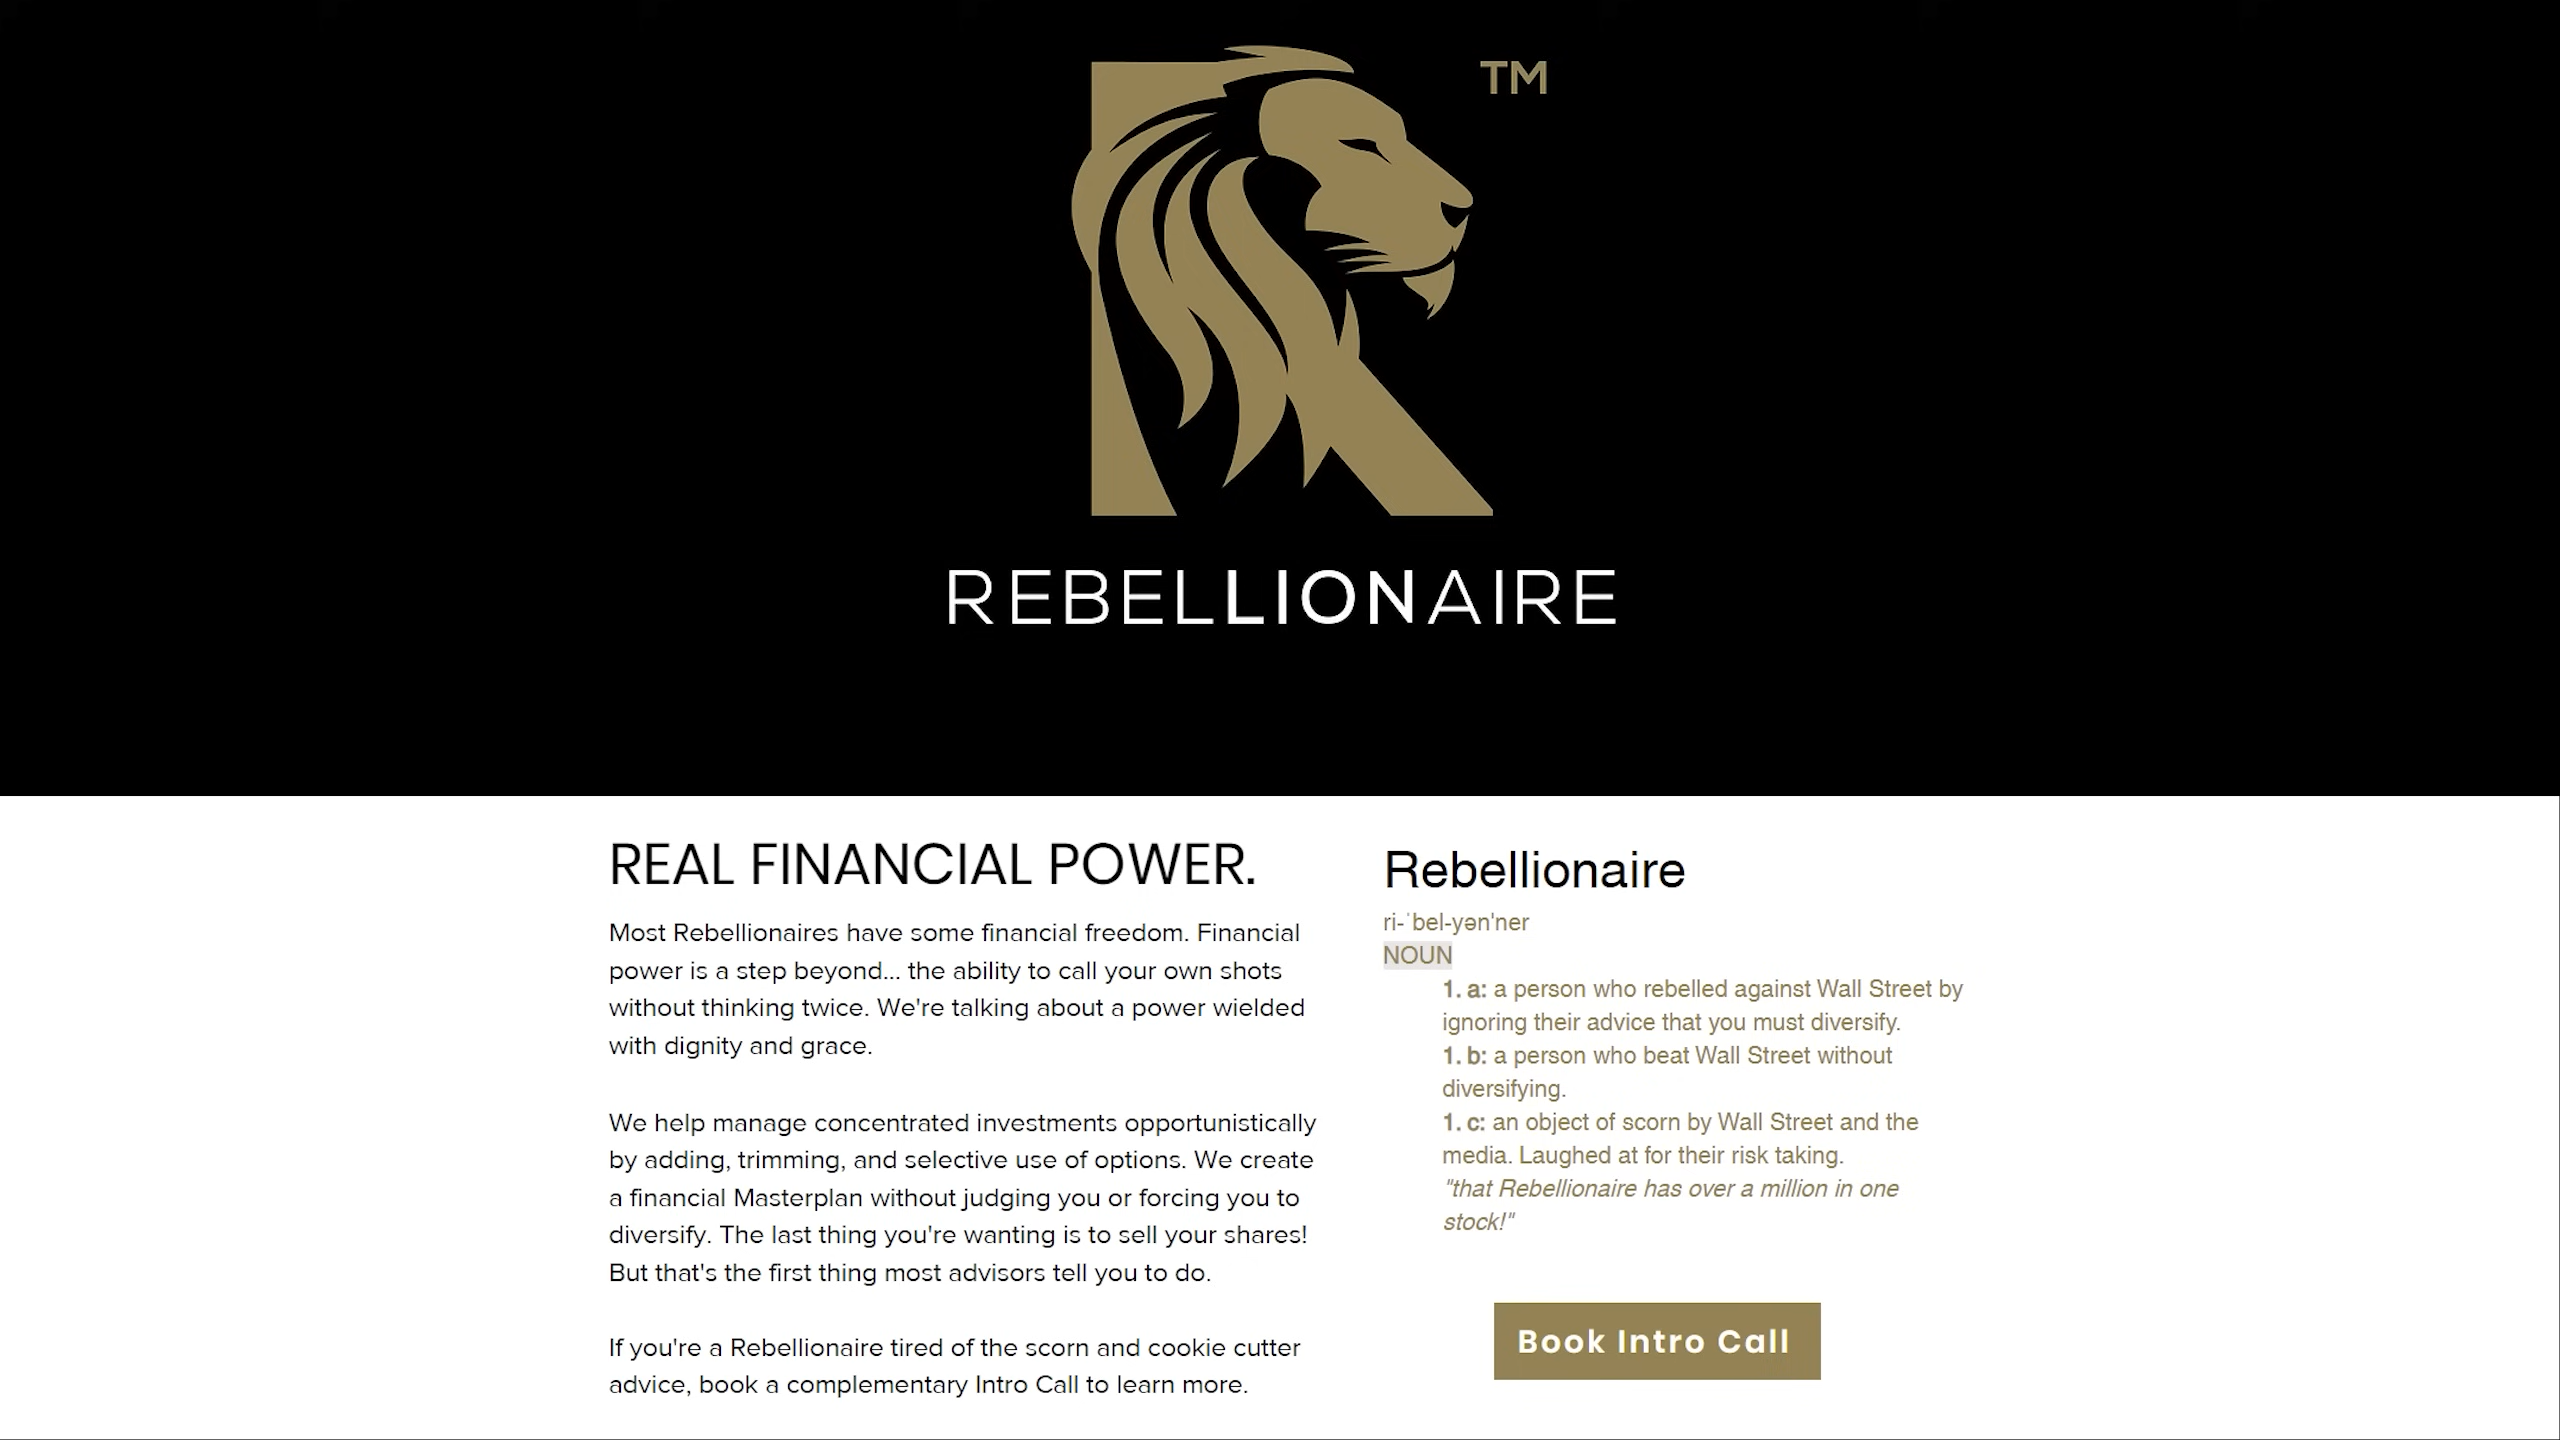 TM
REBELLIONAIRE
REAL FINANCIAL POWER.
Most Rebellionaires have some financial freedom. Financial
power is a step beyond... the ability to call your own shots
without thinking twice. We're talking about a power wielded
with dignity and grace.
We help manage concentrated investments opportunistically
by adding, trimming, and selective use of options. We create
a financial Masterplan without judging you or forcing you to
diversify. The last thing you're wanting is to sell your shares!
But that's the first thing most advisors tell you to do.
If you're a Rebellionaire tired of the scorn and cookie cutter
advice, book a complementary Intro Call to learn more.
Rebellionaire
ri-ˈbel-yən'ner
NOUN
1. a: a person who rebelled against Wall Street by
ignoring their advice that you must diversify.
1. b: a person who beat Wall Street without
diversifying.
1. c: an object of scorn by Wall Street and the
media. Laughed at for their risk taking.
"that Rebellionaire has over a million in one
stock!"
Book Intro Call